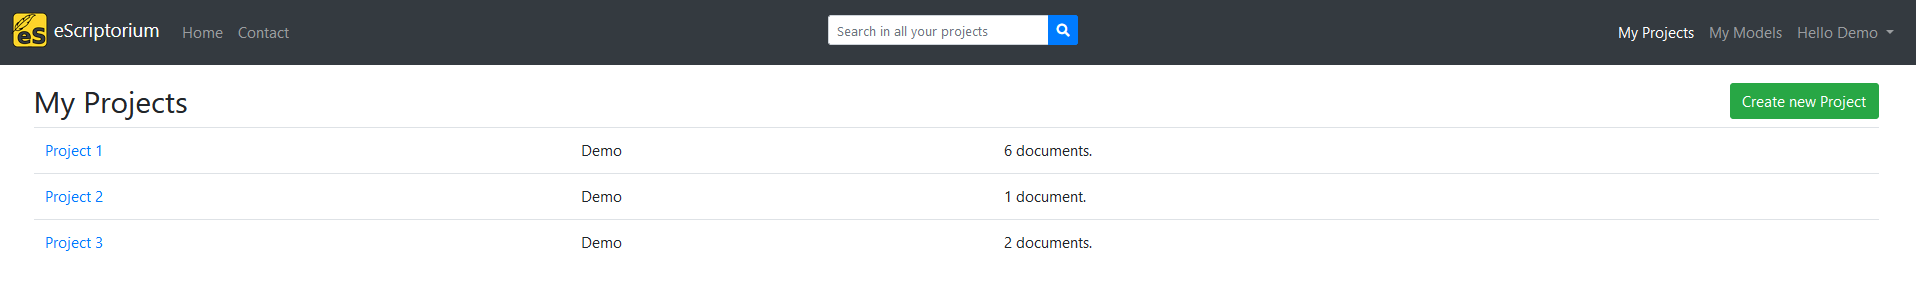 eS eScriptorium Home Contact Search in all your projects My Projects My Models Hello Demo
My Projects Create new Project
Project 1 Demo 6 documents.
Project 2 Demo 1 document.
Project 3 Demo 2 documents.